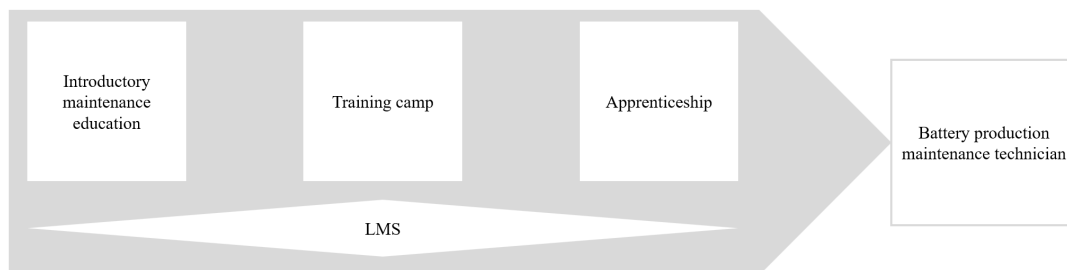 Introductory
maintenance
education
Training camp
Apprenticeship
LMS
Battery production
maintenance technician